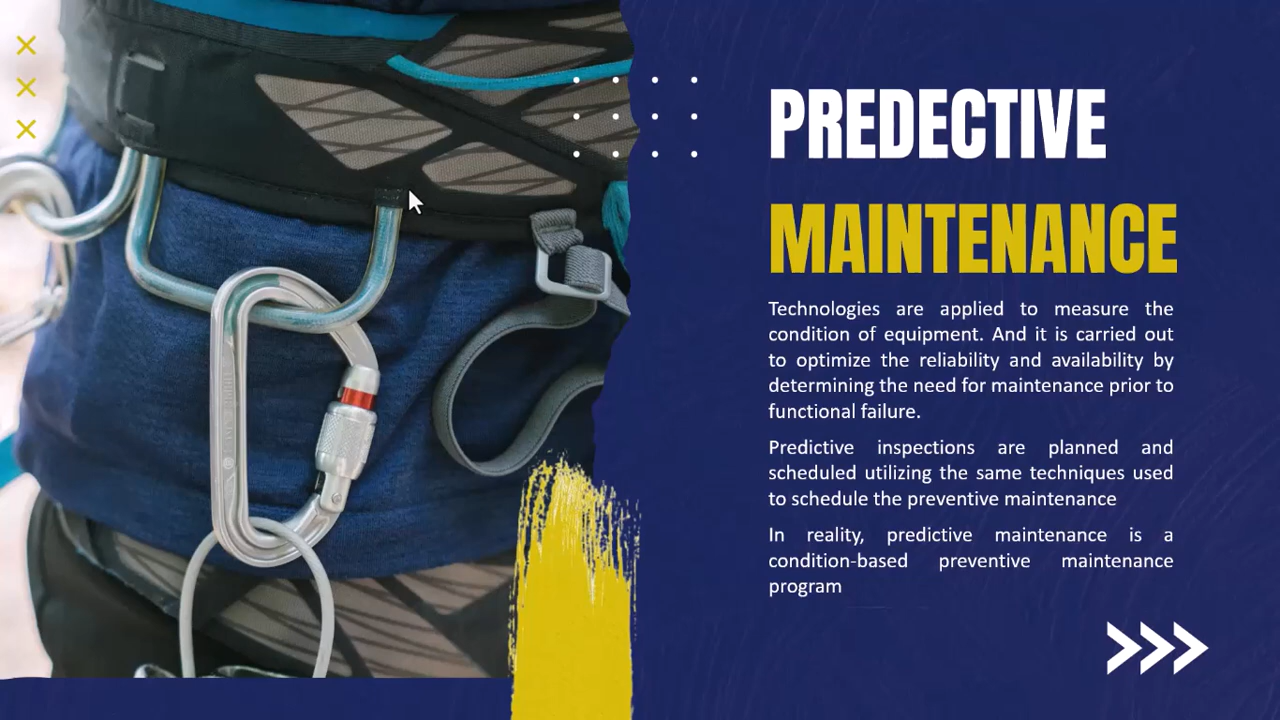 PREDECTIVE
MAINTENANCE
Technologies are applied to measure the
condition of equipment. And it is carried out
to optimize the reliability and availability by
determining the need for maintenance prior to
functional failure.
Predictive inspections are planned and
scheduled utilizing the same techniques used
to schedule the preventive maintenance
In reality, predictive maintenance is a
condition-based preventive maintenance
program